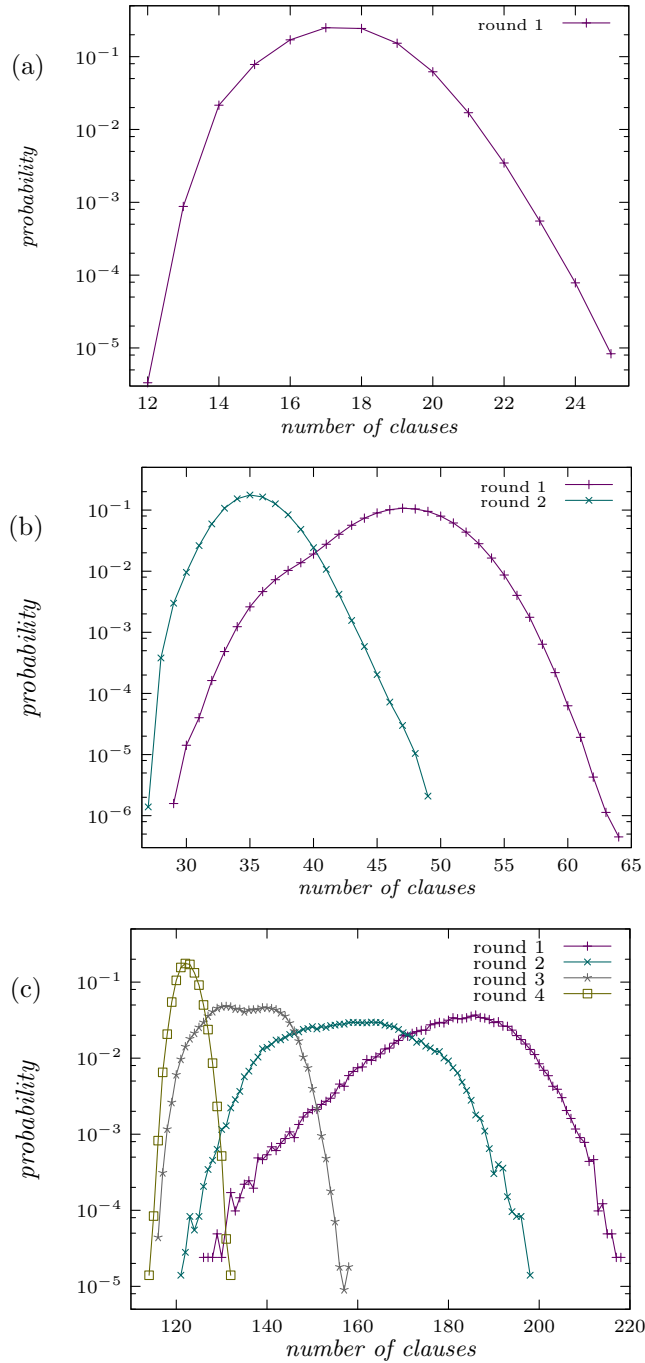 (a)
probability
10⁻¹
10⁻²
10⁻³
10⁻⁴
10⁻⁵
round 1
12 14 16 18 20 22 24
number of clauses
(b)
probability
10⁻¹
10⁻²
10⁻³
10⁻⁴
10⁻⁵
10⁻⁶
round 1
round 2
30 35 40 45 50 55 60 65
number of clauses
(c)
probability
10⁻¹
10⁻²
10⁻³
10⁻⁴
10⁻⁵
round 1
round 2
round 3
round 4
120 140 160 180 200 220
number of clauses